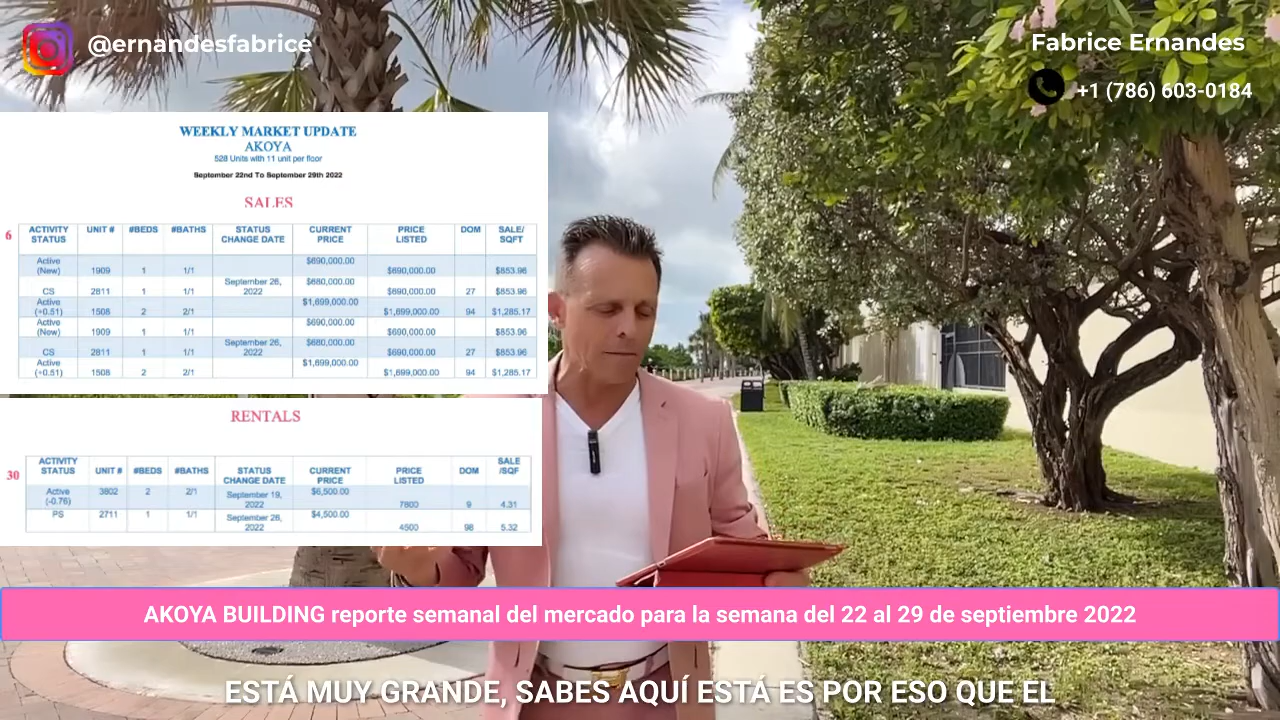 @ernandesfabrice
Fabrice Ernandes
+1 (786) 603-0184
WEEKLY MARKET UPDATE
AKOYA
528 Units with 11 unit per floor
September 22nd To September 29th 2022
SALES
6
ACTIVITY STATUS UNIT # #BEDS #BATHS STATUS CHANGE DATE CURRENT PRICE PRICE LISTED DOM SALE/ SQFT
Active (New) 1909 1 1/1 $690,000.00 $690,000.00 $853.96
CS 2811 1 1/1 September 26, 2022 $680,000.00 $690,000.00 27 $853.96
Active (+0.51) 1508 2 2/1 $1,699,000.00 $1,699,000.00 94 $1,285.17
Active (New) 1909 1 1/1 $690,000.00 $690,000.00 $853.96
CS 2811 1 1/1 September 26, 2022 $680,000.00 $690,000.00 27 $853.96
Active (+0.51) 1508 2 2/1 $1,699,000.00 $1,699,000.00 94 $1,285.17
RENTALS
30
ACTIVITY STATUS UNIT # #BEDS #BATHS STATUS CHANGE DATE CURRENT PRICE PRICE LISTED DOM SALE /SQF
Active (-0.76) 3802 2 2/1 September 19, 2022 $6,500.00 7800 9 4.31
PS 2711 1 1/1 September 26, 2022 $4,500.00 4500 98 5.32
AKOYA BUILDING reporte semanal del mercado para la semana del 22 al 29 de septiembre 2022
ESTÁ MUY GRANDE, SABES AQUÍ ESTÁ ES POR ESO QUE EL